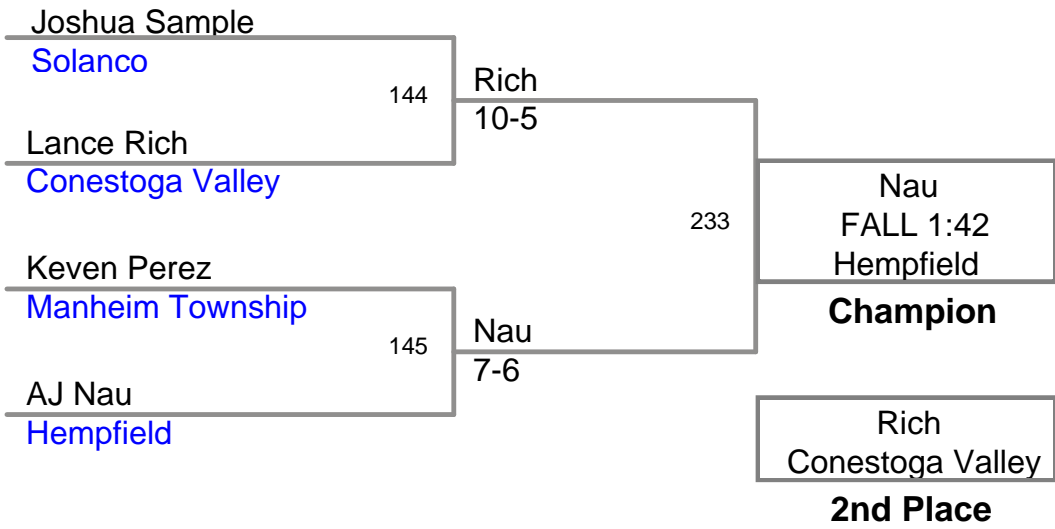 Joshua Sample
Solanco
144
Rich
10-5
Lance Rich
Conestoga Valley
233
Nau
FALL 1:42
Hempfield
Champion
Keven Perez
Manheim Township
145
Nau
7-6
AJ Nau
Hempfield
Rich
Conestoga Valley
2nd Place